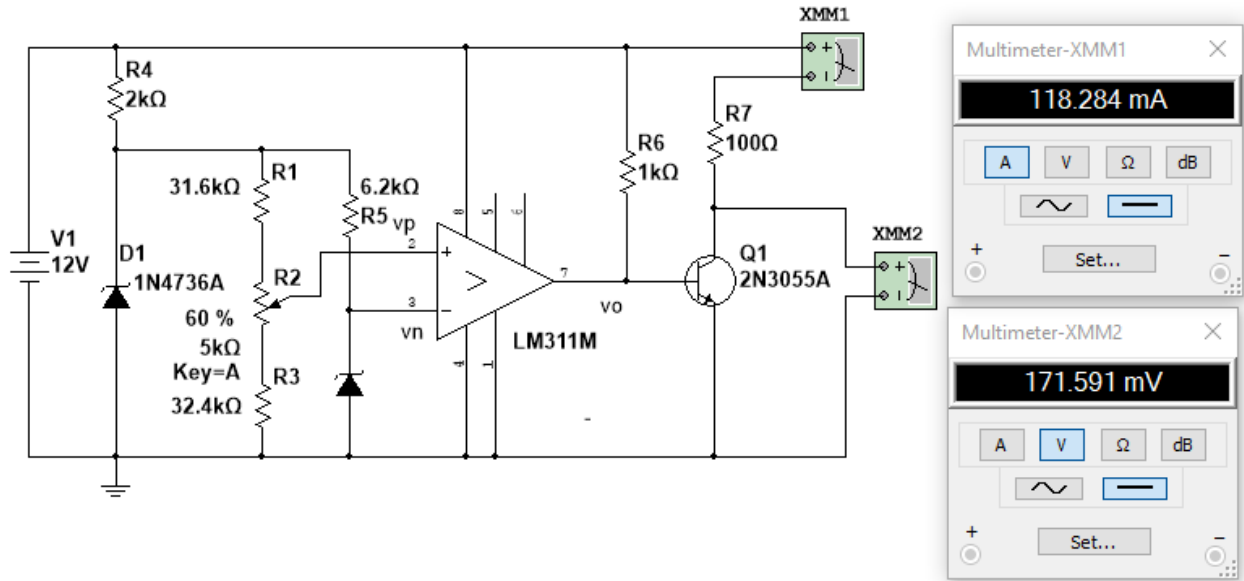 XMM1
R4
2kΩ
R1
31.6kΩ
6.2kΩ
R5
vp
8
5
6
R6
1kΩ
R7
100Ω
V1
12V
D1
1N4736A
R2
60 %
5kΩ
Key=A
2
3
vn
7
vo
LM311M
Q1
2N3055A
XMM2
R3
32.4kΩ
4
1
Multimeter-XMM1
118.284 mA
A V Ω dB
Set...
+ −
Multimeter-XMM2
171.591 mV
A V Ω dB
Set...
+ −